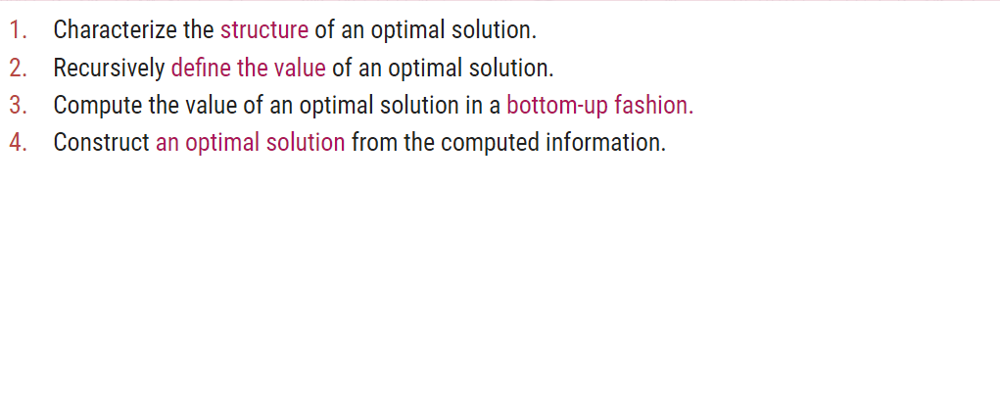 1. Characterize the structure of an optimal solution.
2. Recursively define the value of an optimal solution.
3. Compute the value of an optimal solution in a bottom-up fashion.
4. Construct an optimal solution from the computed information.